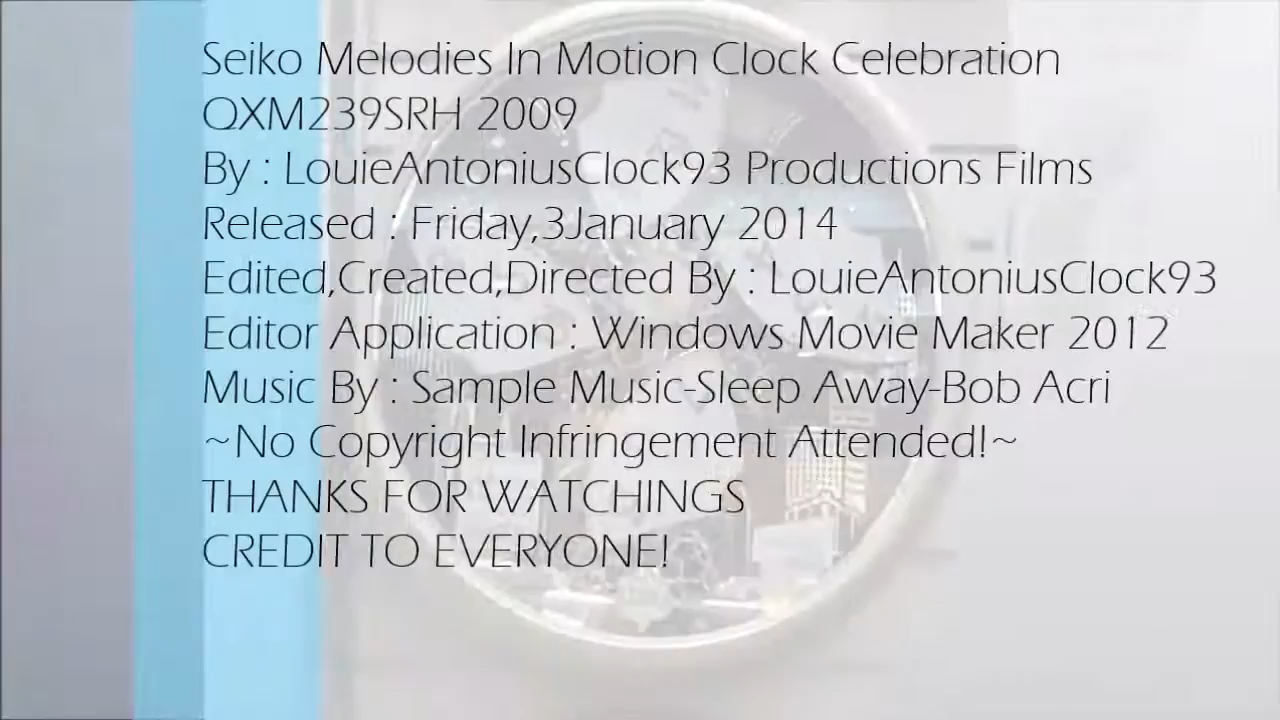 Seiko Melodies In Motion Clock Celebration
QXM239SRH 2009
By : LouieAntoniusClock93 Productions Films
Released : Friday,3January 2014
Edited,Created,Directed By : LouieAntoniusClock93
Editor Application : Windows Movie Maker 2012
Music By : Sample Music-Sleep Away-Bob Acri
~No Copyright Infringement Attended!~
THANKS FOR WATCHINGS
CREDIT TO EVERYONE!